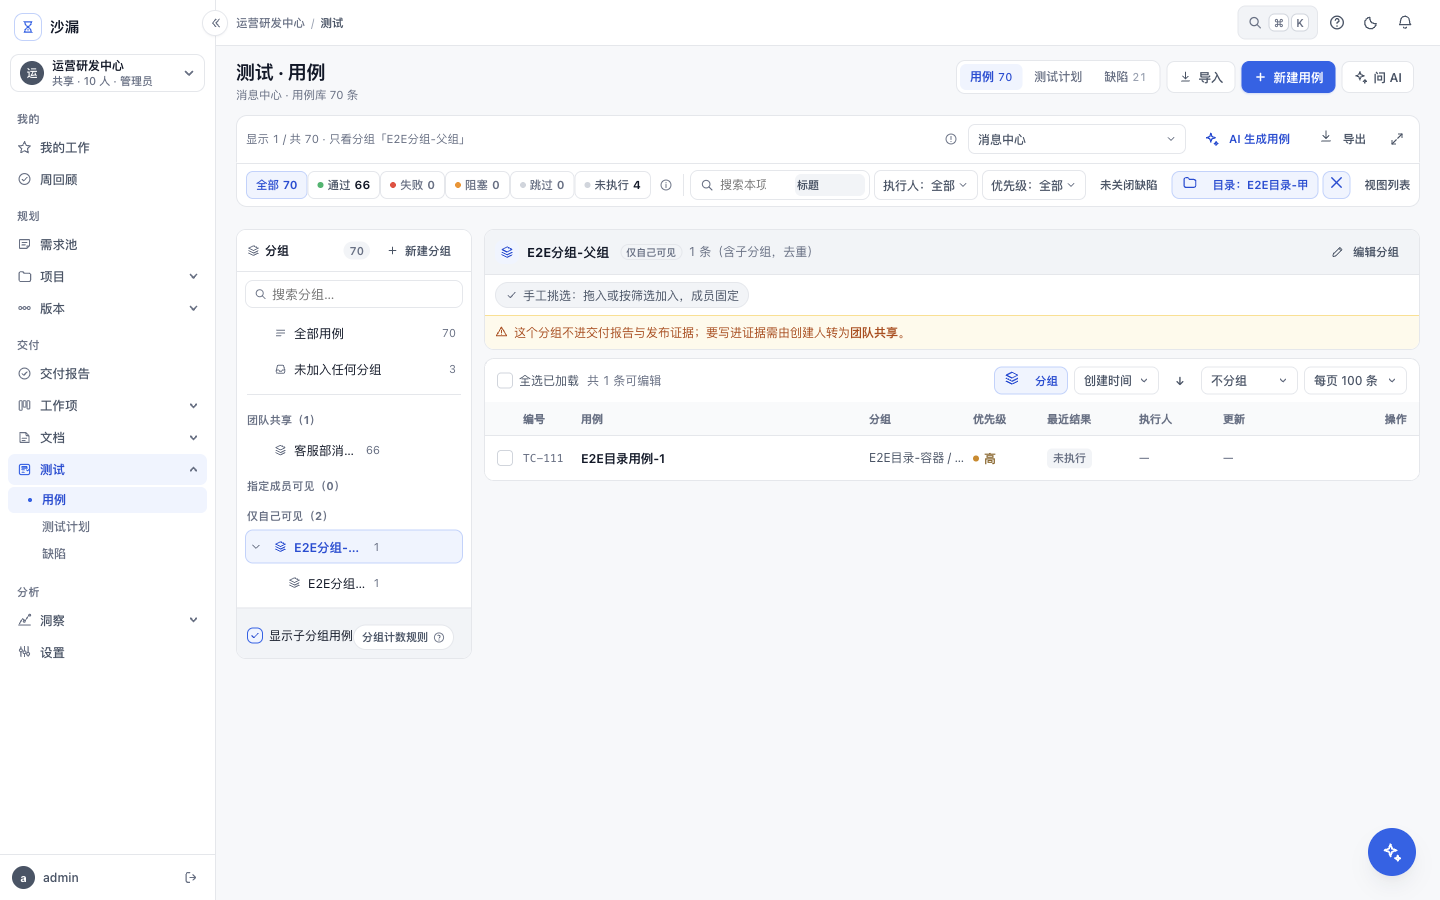 沙漏
运营研发中心 / 测试
⌘ K
运
运营研发中心
共享 · 10 人 · 管理员
测试 · 用例
消息中心 · 用例库 70 条
用例 70 测试计划 缺陷 21 导入 新建用例 问 AI
我的
我的工作
周回顾
规划
需求池
项目
版本
交付
交付报告
工作项
文档
测试
用例
测试计划
缺陷
分析
洞察
设置
a admin
显示 1 / 共 70 · 只看分组「E2E分组-父组」
消息中心 AI 生成用例 导出
全部 70 通过 66 失败 0 阻塞 0 跳过 0 未执行 4 搜索本项 标题 执行人：全部 优先级：全部 未关闭缺陷 目录：E2E目录-甲 视图列表
分组 70 新建分组
搜索分组...
全部用例 70
未加入任何分组 3
团队共享（1）
客服部消... 66
指定成员可见（0）
仅自己可见（2）
E2E分组-... 1
E2E分组... 1
显示子分组用例 分组计数规则
E2E分组-父组 仅自己可见 1 条（含子分组，去重） 编辑分组
手工挑选：拖入或按筛选加入，成员固定
这个分组不进交付报告与发布证据；要写进证据需由创建人转为团队共享。
全选已加载 共 1 条可编辑 分组 创建时间 不分组 每页 100 条
编号 用例 分组 优先级 最近结果 执行人 更新 操作
TC-111 E2E目录用例-1 E2E目录-容器 / ... 高 未执行 — —